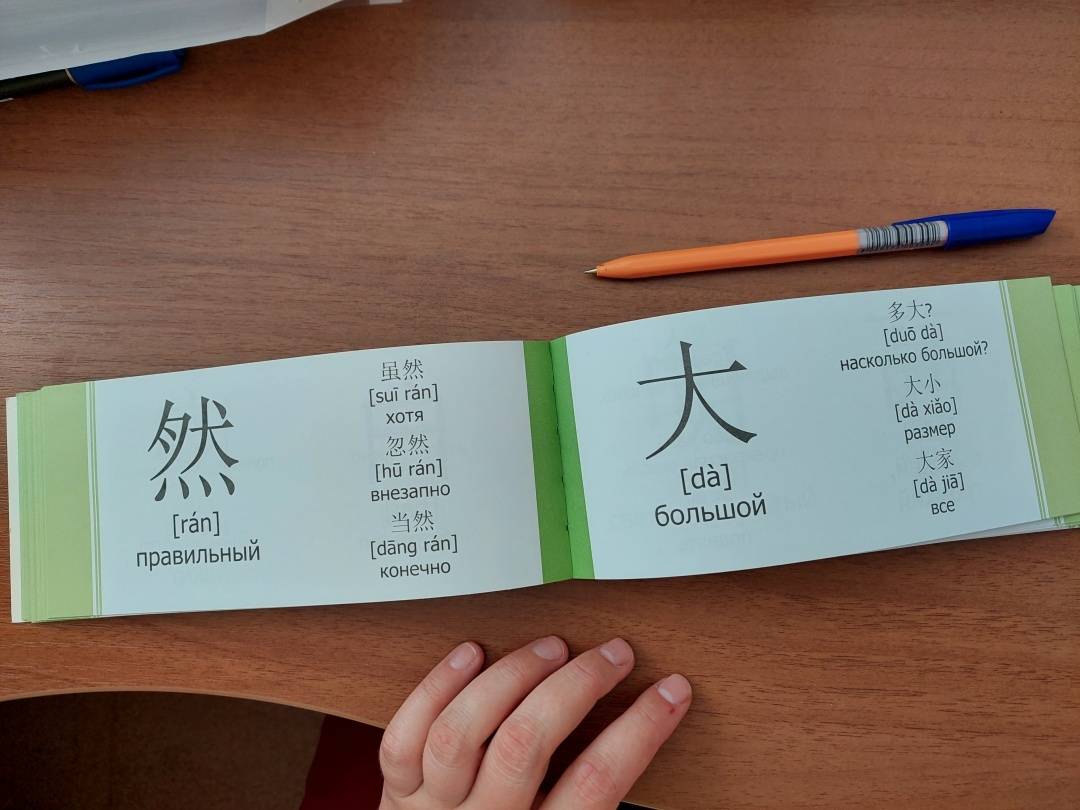 然
[rán]
правильный
虽然
[suī rán]
хотя
忽然
[hū rán]
внезапно
当然
[dāng rán]
конечно
大
[dà]
большой
多大?
[duō dà]
насколько большой?
大小
[dà xiǎo]
размер
大家
[dà jiā]
все